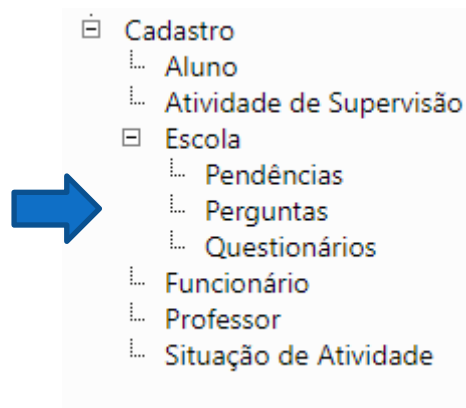 Cadastro
Aluno
Atividade de Supervisão
Escola
Pendências
Perguntas
Questionários
Funcionário
Professor
Situação de Atividade